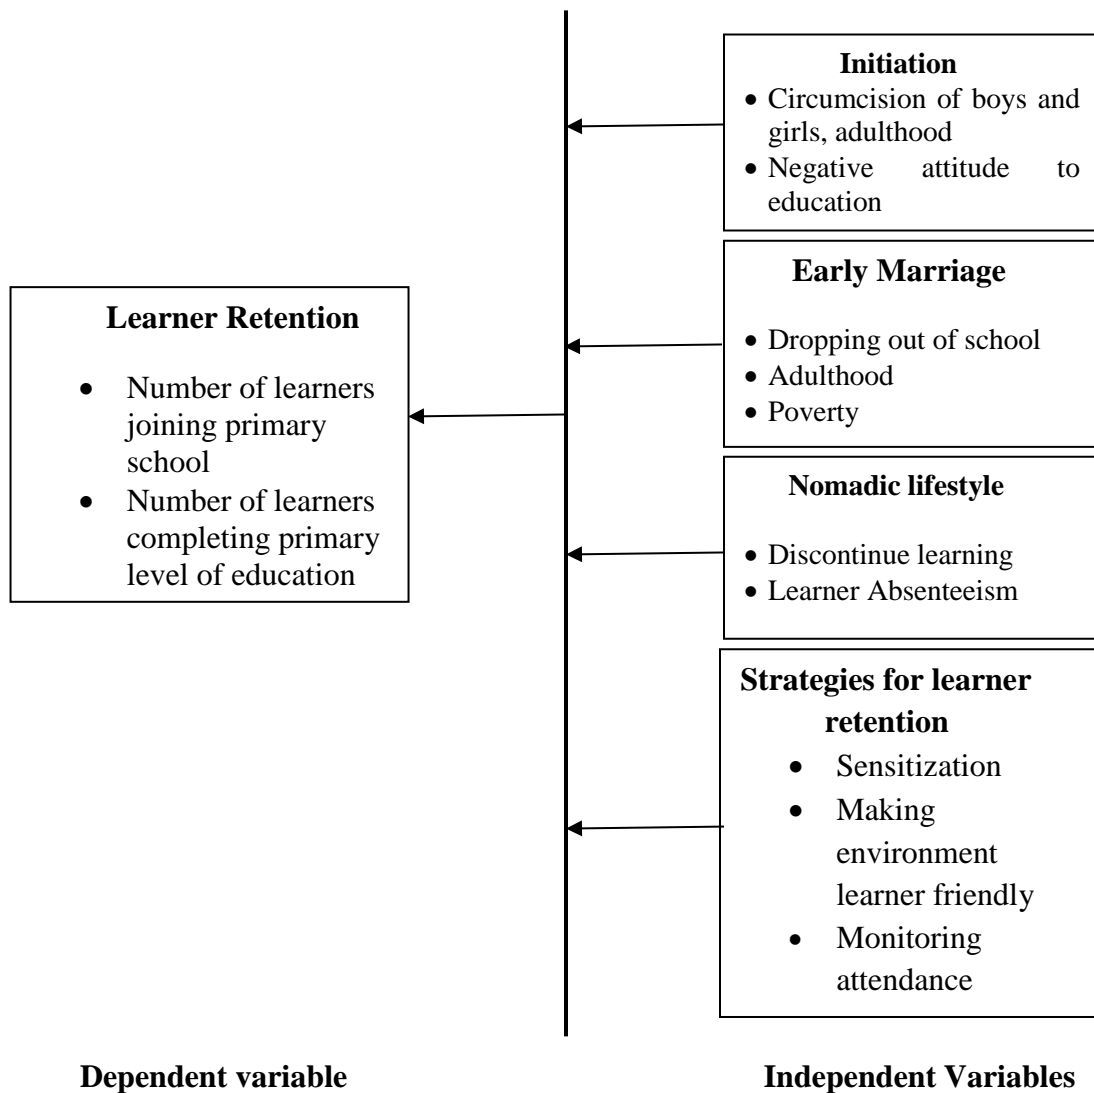 Learner Retention
• Number of learners
joining primary
school
• Number of learners
completing primary
level of education
Dependent variable
Initiation
• Circumcision of boys and
girls, adulthood
• Negative attitude to
education
Early Marriage
• Dropping out of school
• Adulthood
• Poverty
Nomadic lifestyle
• Discontinue learning
• Learner Absenteeism
Strategies for learner
retention
• Sensitization
• Making
environment
learner friendly
• Monitoring
attendance
Independent Variables